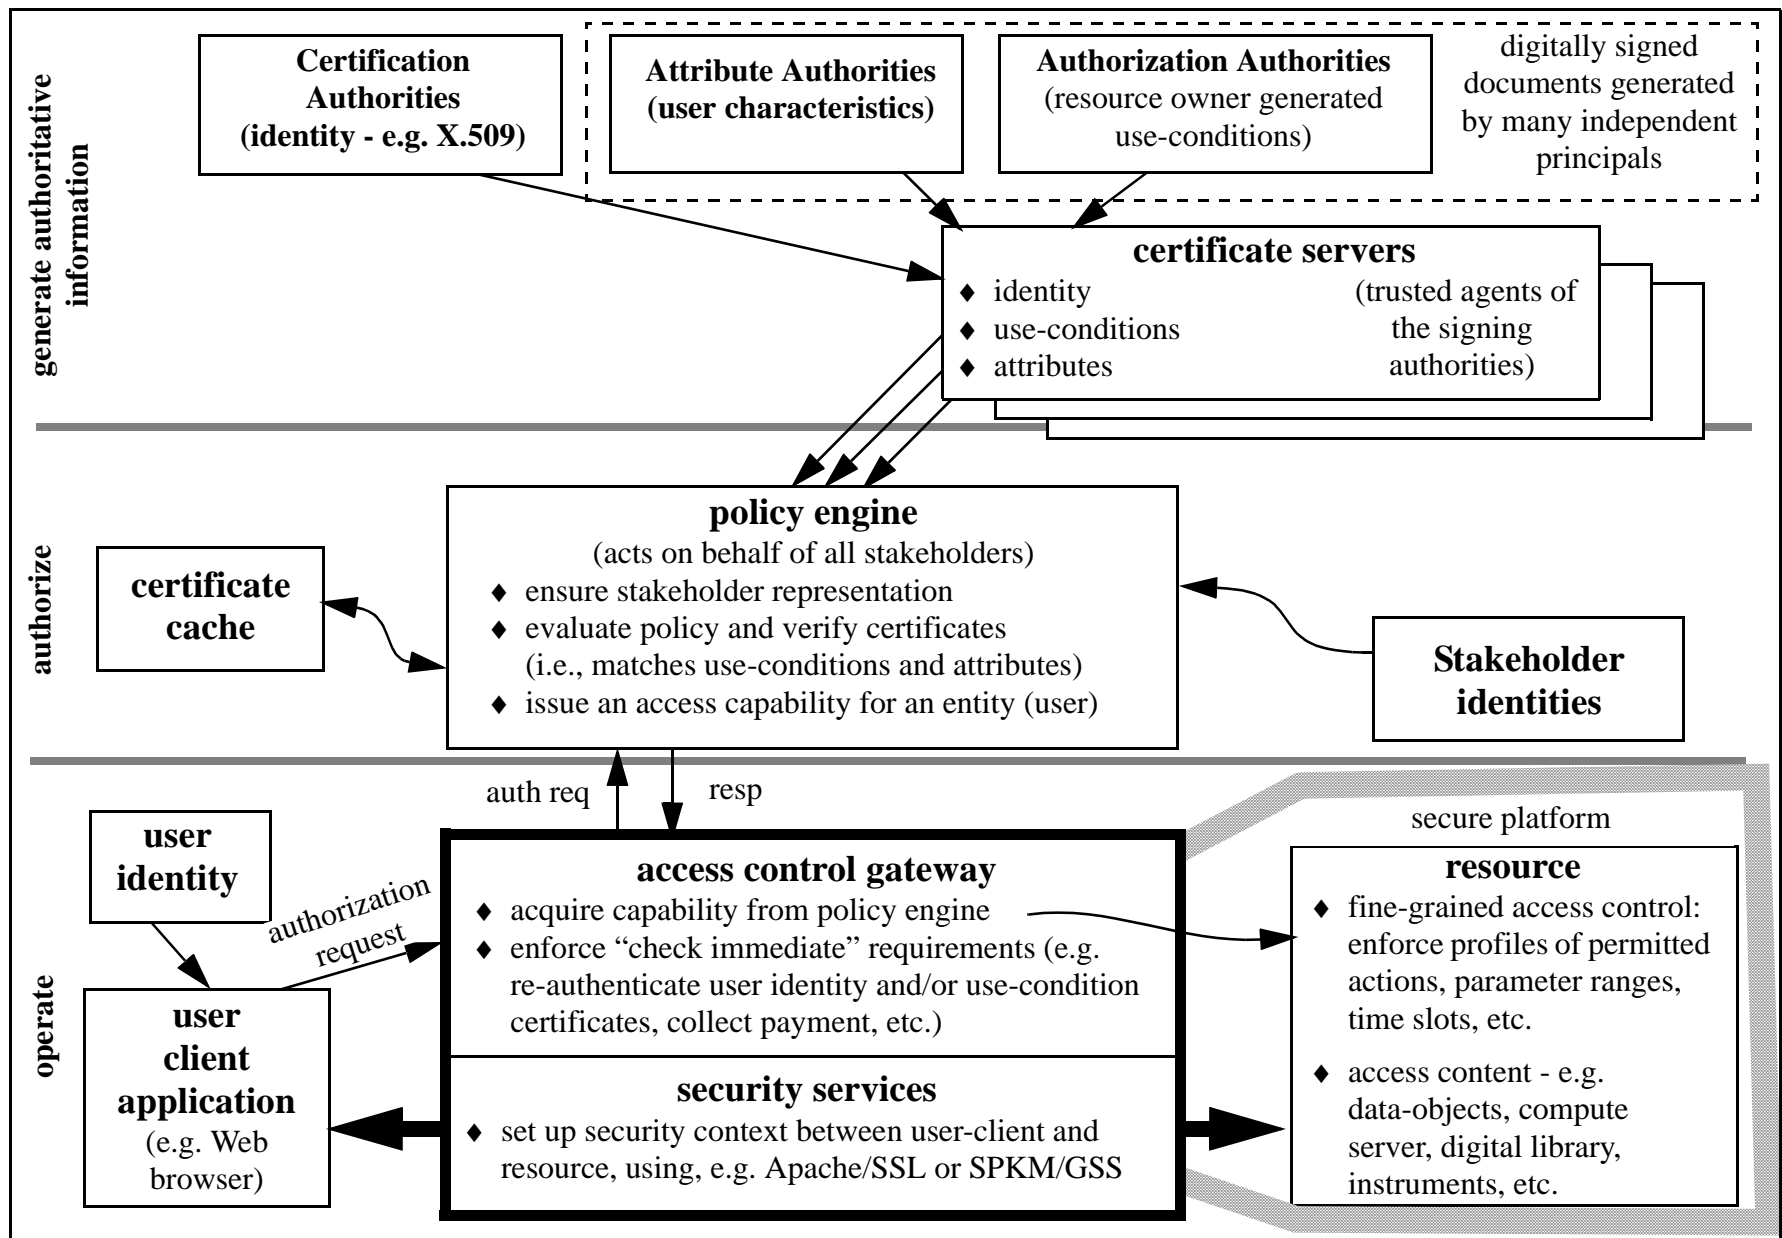 generate authoritative
information
Certification
Authorities
(identity - e.g. X.509)
Attribute Authorities
(user characteristics)
Authorization Authorities
(resource owner generated
use-conditions)
digitally signed
documents generated
by many independent
principals
certificate servers
♦ identity
♦ use-conditions
♦ attributes
(trusted agents of
the signing
authorities)
authorize
certificate
cache
policy engine
(acts on behalf of all stakeholders)
♦ ensure stakeholder representation
♦ evaluate policy and verify certificates
(i.e., matches use-conditions and attributes)
♦ issue an access capability for an entity (user)
Stakeholder
identities
operate
auth req
resp
user
identity
authorization
request
user
client
application
(e.g. Web
browser)
access control gateway
♦ acquire capability from policy engine
♦ enforce “check immediate” requirements (e.g.
re-authenticate user identity and/or use-condition
certificates, collect payment, etc.)
security services
♦ set up security context between user-client and
resource, using, e.g. Apache/SSL or SPKM/GSS
secure platform
resource
♦ fine-grained access control:
enforce profiles of permitted
actions, parameter ranges,
time slots, etc.
♦ access content - e.g.
data-objects, compute
server, digital library,
instruments, etc.